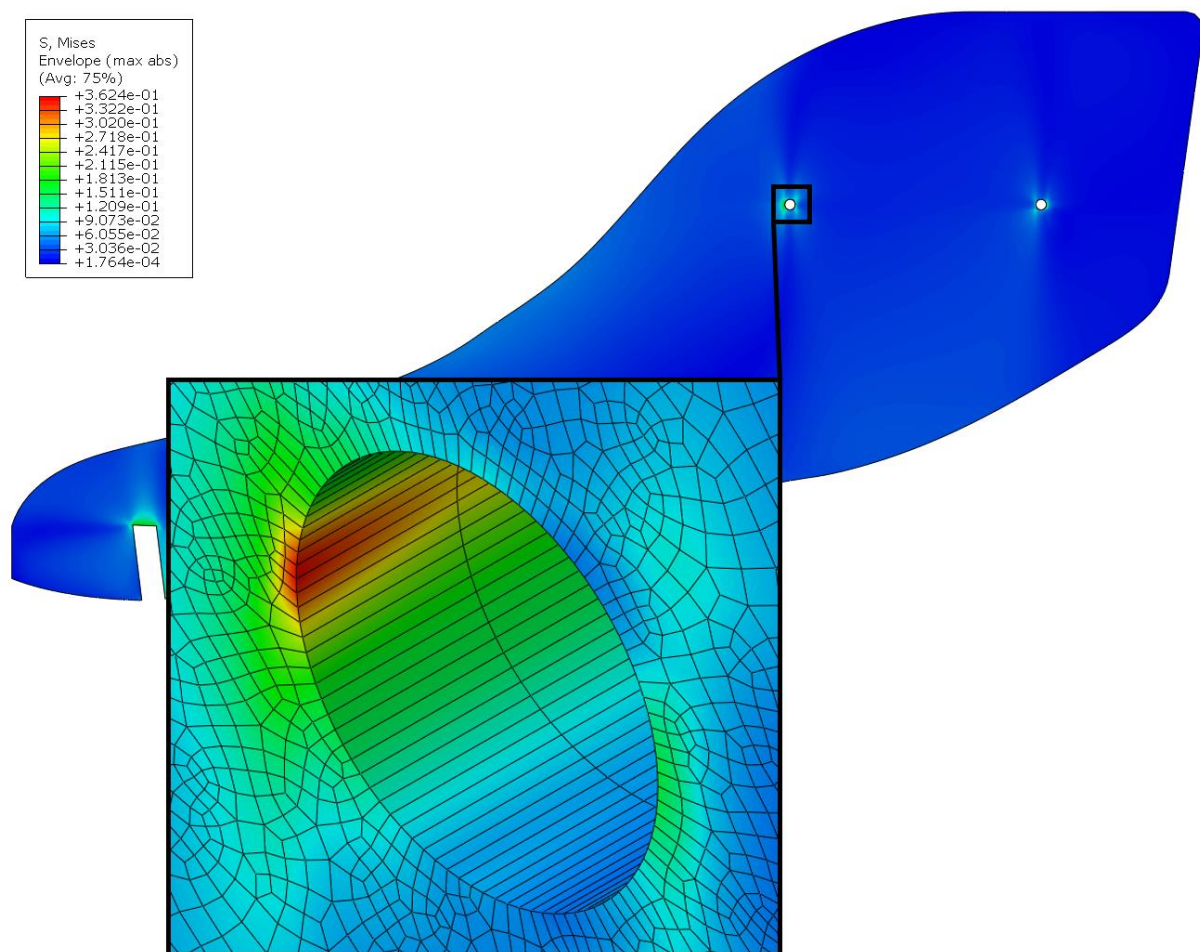 S, Mises
Envelope (max abs)
(Avg: 75%)
+3.624e-01
+3.322e-01
+3.020e-01
+2.718e-01
+2.417e-01
+2.115e-01
+1.813e-01
+1.511e-01
+1.209e-01
+9.073e-02
+6.055e-02
+3.036e-02
+1.764e-04